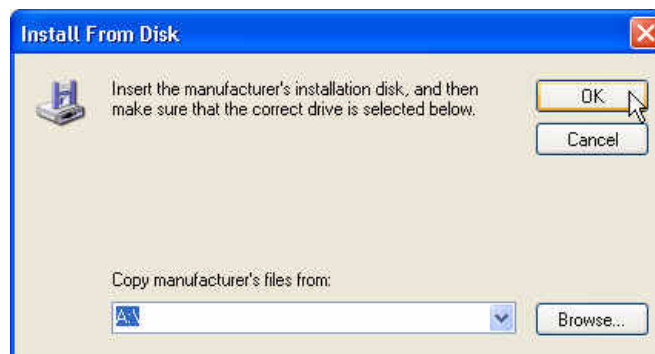 Install From Disk
Insert the manufacturer's installation disk, and then
make sure that the correct drive is selected below.
OK
Cancel
Copy manufacturer's files from:
A:\
Browse...